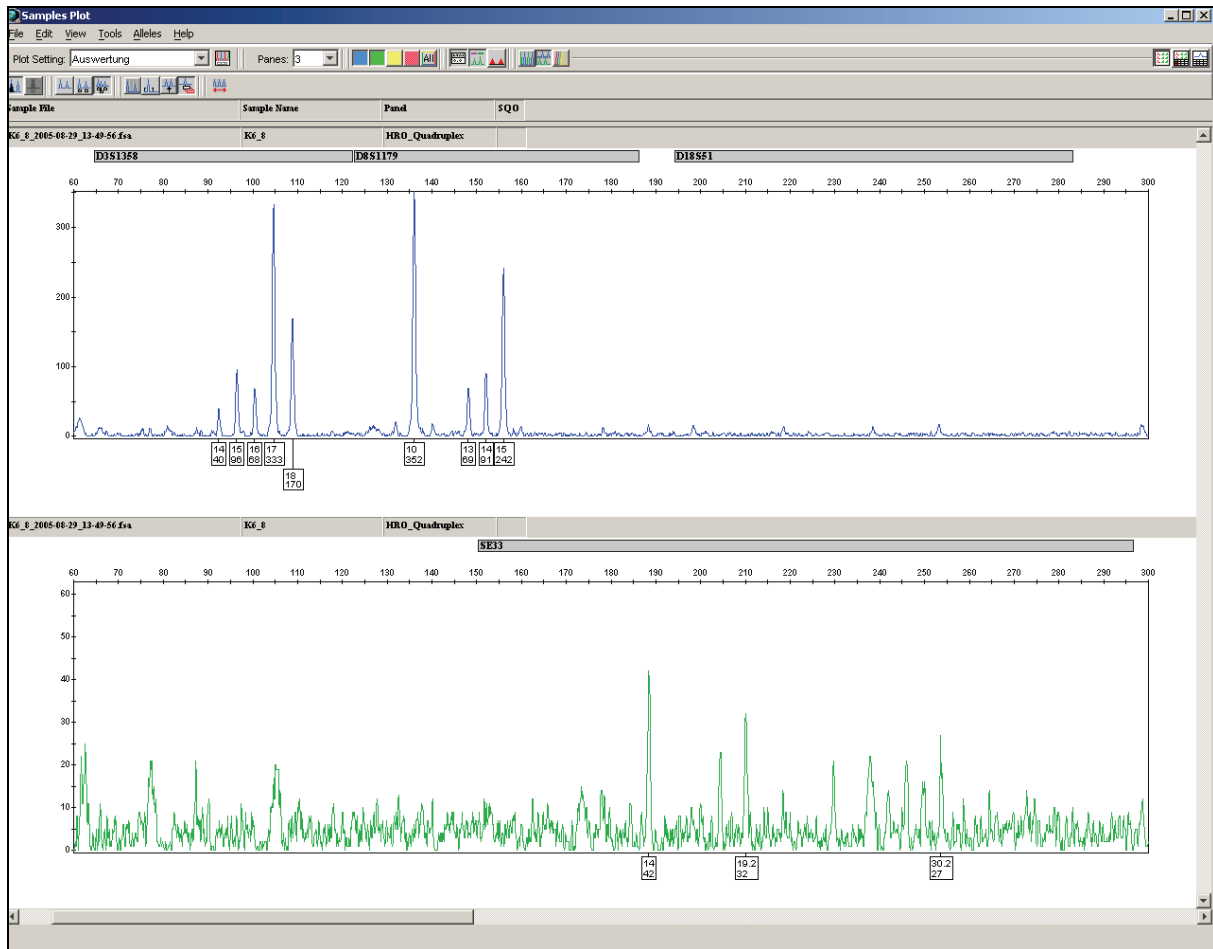 Samples Plot
File Edit View Tools Alleles Help
Plot Setting: Auswertung Panes: 3 All
Sample File Sample Name Panel SQO
K6_8_2005-08-29_13-49-56.fsa K6_8 HRO_Quadruplex
D3S1358 D8S1179 D18S51
60 70 80 90 100 110 120 130 140 150 160 170 180 190 200 210 220 230 240 250 260 270 280 290 300
300
200
100
0
14 15 16 17 10 13 14 15
40 96 68 333 352 69 91 242
18
170
K6_8_2005-08-29_13-49-56.fsa K6_8 HRO_Quadruplex
SE33
60 70 80 90 100 110 120 130 140 150 160 170 180 190 200 210 220 230 240 250 260 270 280 290 300
60
50
40
30
20
10
0
14 19.2 30.2
42 32 27